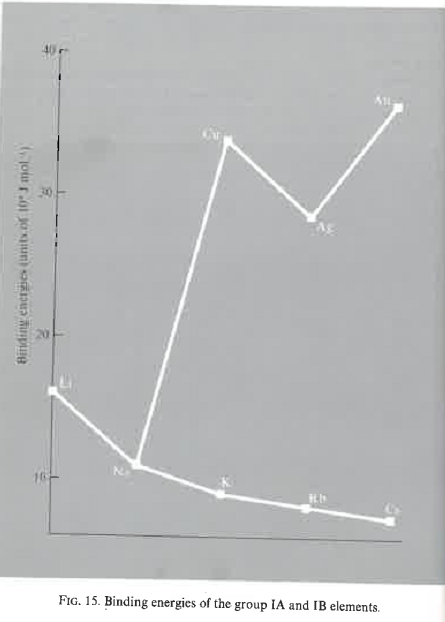 40
Au
Cu
30
Ag
Binding energies (units of 10⁴ J mol⁻¹)
20
Li
Na
10
K
Rb
Cs
FIG. 15. Binding energies of the group IA and IB elements.